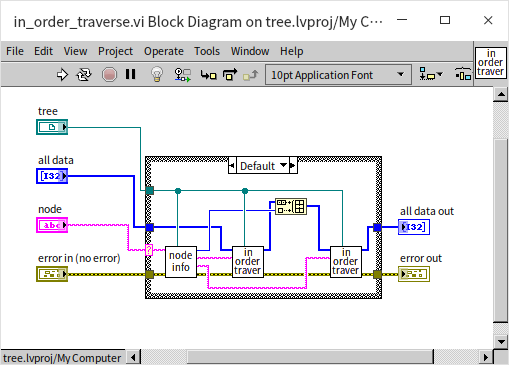 in_order_traverse.vi Block Diagram on tree.lvproj/My C⋯
File Edit View Project Operate Tools Window Help
10pt Application Font
in
order
traver
tree
all data
[I32]
node
abc
error in (no error)
Default
?
node
info
in
order
traver
in
order
traver
all data out
[I32]
error out
tree.lvproj/My Computer